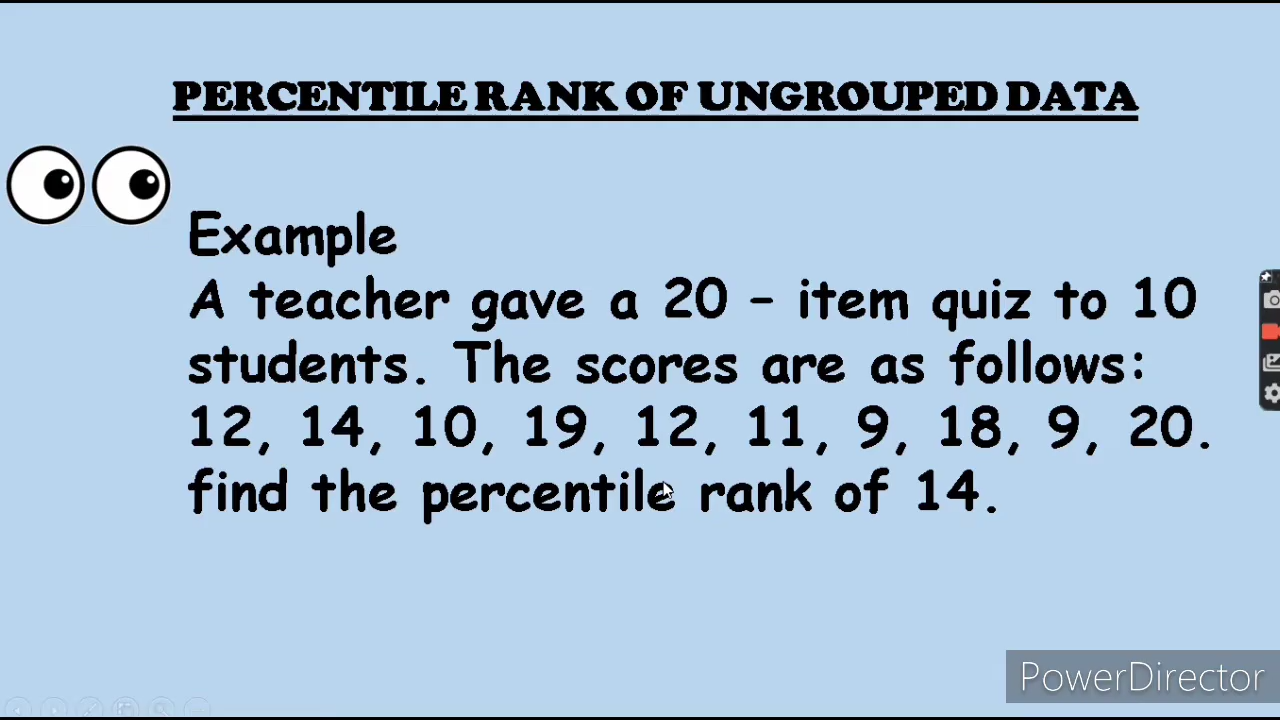 PERCENTILE RANK OF UNGROUPED DATA
Example
A teacher gave a 20 – item quiz to 10
students. The scores are as follows:
12, 14, 10, 19, 12, 11, 9, 18, 9, 20.
find the percentile rank of 14.
PowerDirector